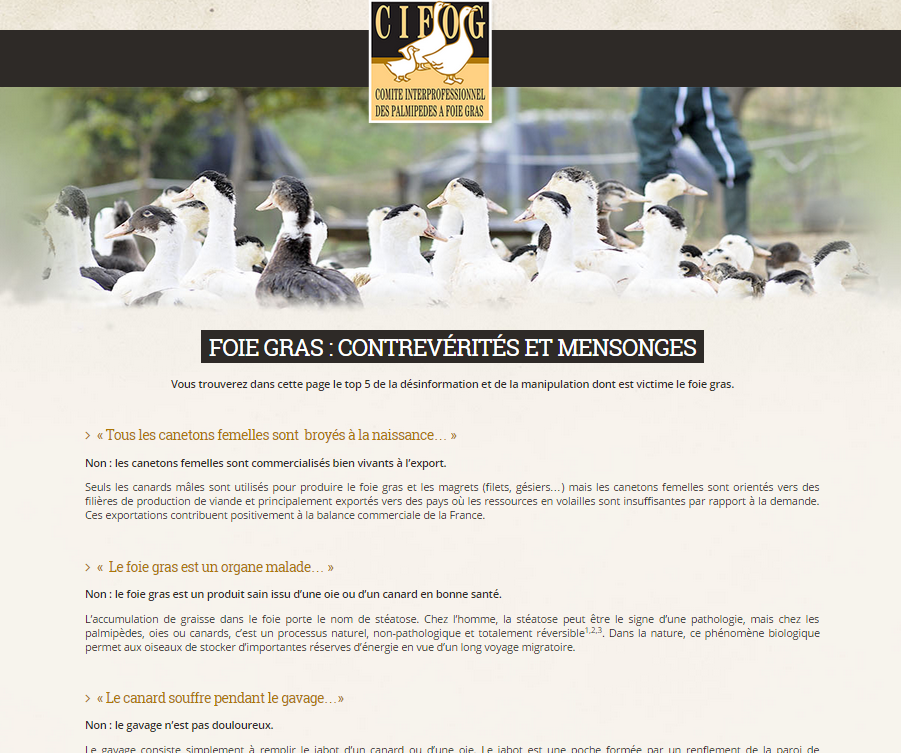 CIFOG
COMITE INTERPROFESSIONNEL
DES PALMIPEDES A FOIE GRAS
FOIE GRAS : CONTREVÉRITÉS ET MENSONGES
Vous trouverez dans cette page le top 5 de la désinformation et de la manipulation dont est victime le foie gras.
« Tous les canetons femelles sont broyés à la naissance… »
Non : les canetons femelles sont commercialisés bien vivants à l'export.
Seuls les canards mâles sont utilisés pour produire le foie gras et les magrets (filets, gésiers…) mais les canetons femelles sont orientés vers des
filières de production de viande et principalement exportés vers des pays où les ressources en volailles sont insuffisantes par rapport à la demande.
Ces exportations contribuent positivement à la balance commerciale de la France.
« Le foie gras est un organe malade… »
Non : le foie gras est un produit sain issu d'une oie ou d'un canard en bonne santé.
L'accumulation de graisse dans le foie porte le nom de stéatose. Chez l'homme, la stéatose peut être le signe d'une pathologie, mais chez les
palmipèdes, oies ou canards, c'est un processus naturel, non-pathologique et totalement réversible1,2,3. Dans la nature, ce phénomène biologique
permet aux oiseaux de stocker d'importantes réserves d'énergie en vue d'un long voyage migratoire.
« Le canard souffre pendant le gavage…»
Non : le gavage n'est pas douloureux.
Le gavage consiste simplement à remplir le jabot d'un canard ou d'une oie. Le jabot est une poche formée par un renflement de la paroi de